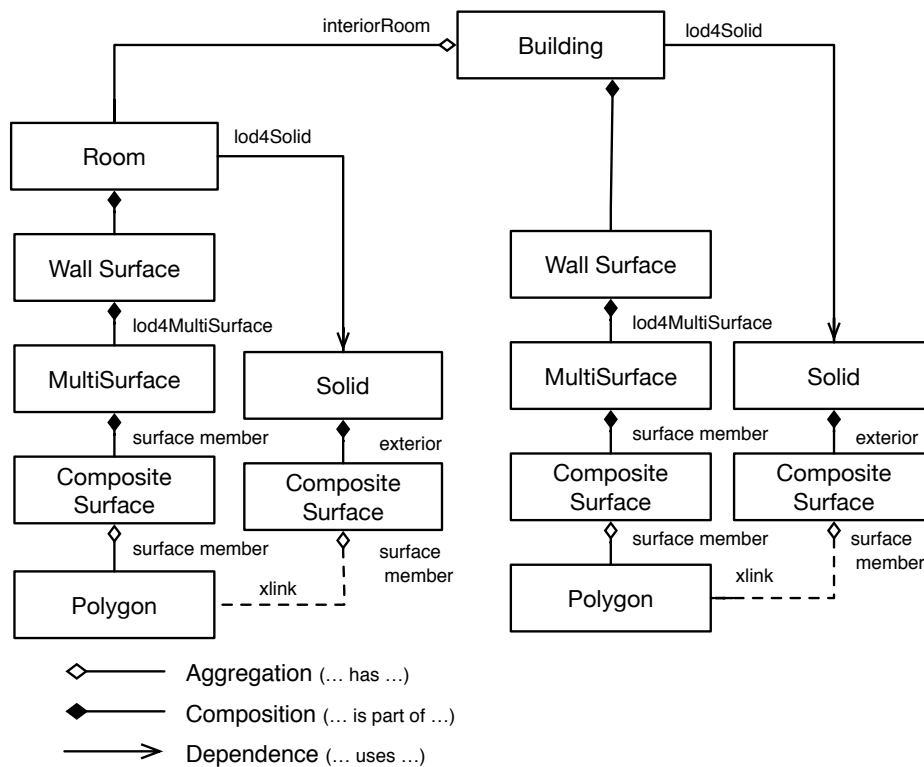 interiorRoom
Building
lod4Solid
Room
lod4Solid
Wall Surface
Wall Surface
lod4MultiSurface
lod4MultiSurface
MultiSurface
Solid
MultiSurface
Solid
surface member
exterior
surface member
exterior
Composite
Surface
Composite
Surface
Composite
Surface
Composite
Surface
surface member
surface
member
surface member
surface
member
Polygon
xlink
Polygon
xlink
Aggregation (... has ...)
Composition (... is part of ...)
Dependence (... uses ...)